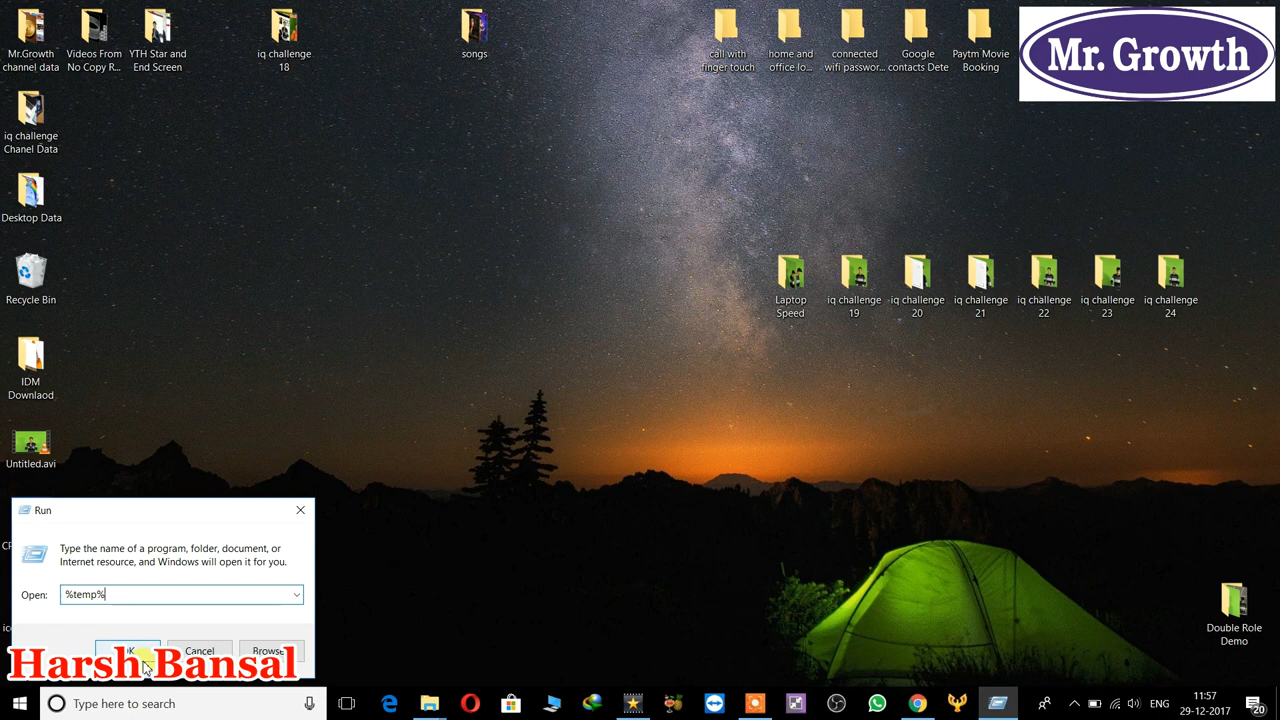 Mr.Growth
channel data
Videos From
No Copy R...
YTH Star and
End Screen
iq challenge
18
songs
call with
finger touch
home and
office lo...
connected
wifi passwor...
Google
contacts Dete
Paytm Movie
Booking
Mr. Growth
iq challenge
Chanel Data
Desktop Data
Recycle Bin
Laptop
Speed
iq challenge
19
iq challenge
20
iq challenge
21
iq challenge
22
iq challenge
23
iq challenge
24
IDM
Downlaod
Untitled.avi
Run
Type the name of a program, folder, document, or
Internet resource, and Windows will open it for you.
Open:
%temp%
OK
Cancel
Browse
Harsh Bansal
Double Role
Demo
Type here to search
ENG
11:57
29-12-2017
20